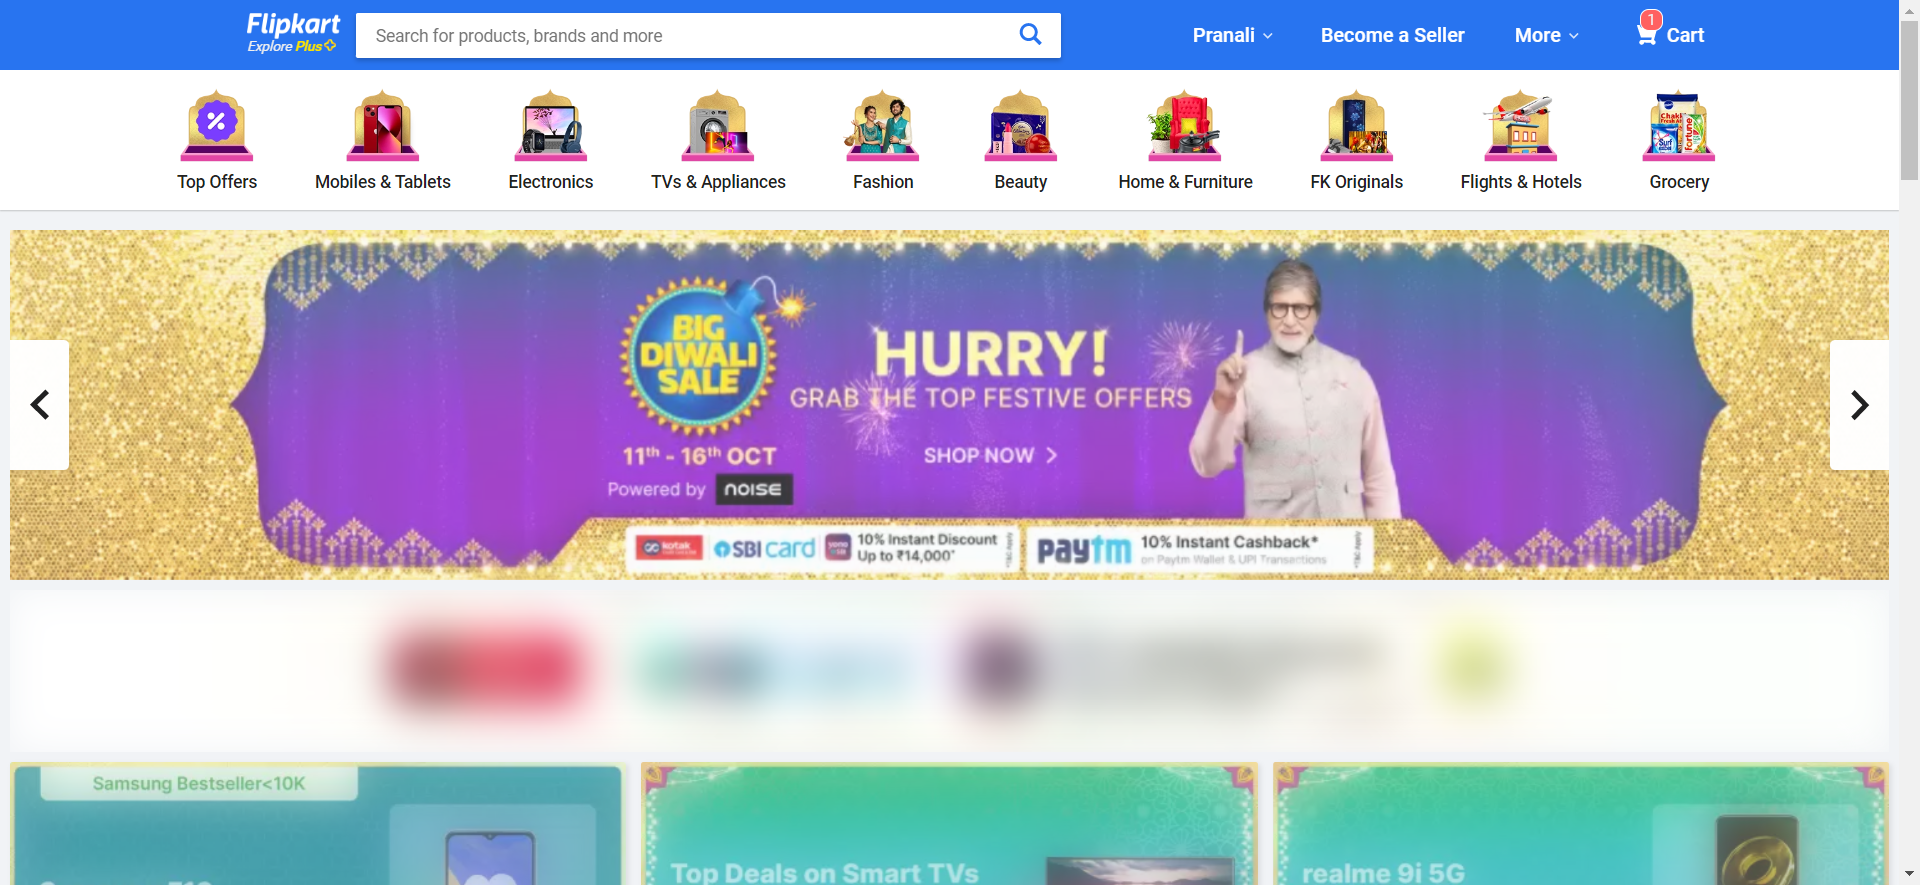 Flipkart
Explore Plus
Search for products, brands and more
Pranali
Become a Seller
More
1
Cart
Top Offers
Mobiles & Tablets
Electronics
TVs & Appliances
Fashion
Beauty
Home & Furniture
FK Originals
Flights & Hotels
Grocery
BIG
DIWALI
SALE
11th - 16th OCT
Powered by NOISE
HURRY!
GRAB THE TOP FESTIVE OFFERS
SHOP NOW
kotak
SBI card
yono
10% Instant Discount
Up to ₹14,000*
paytm
10% Instant Cashback*
on Paytm Wallet & UPI Transactions
Samsung Bestseller<10K
Top Deals on Smart TVs
realme 9i 5G